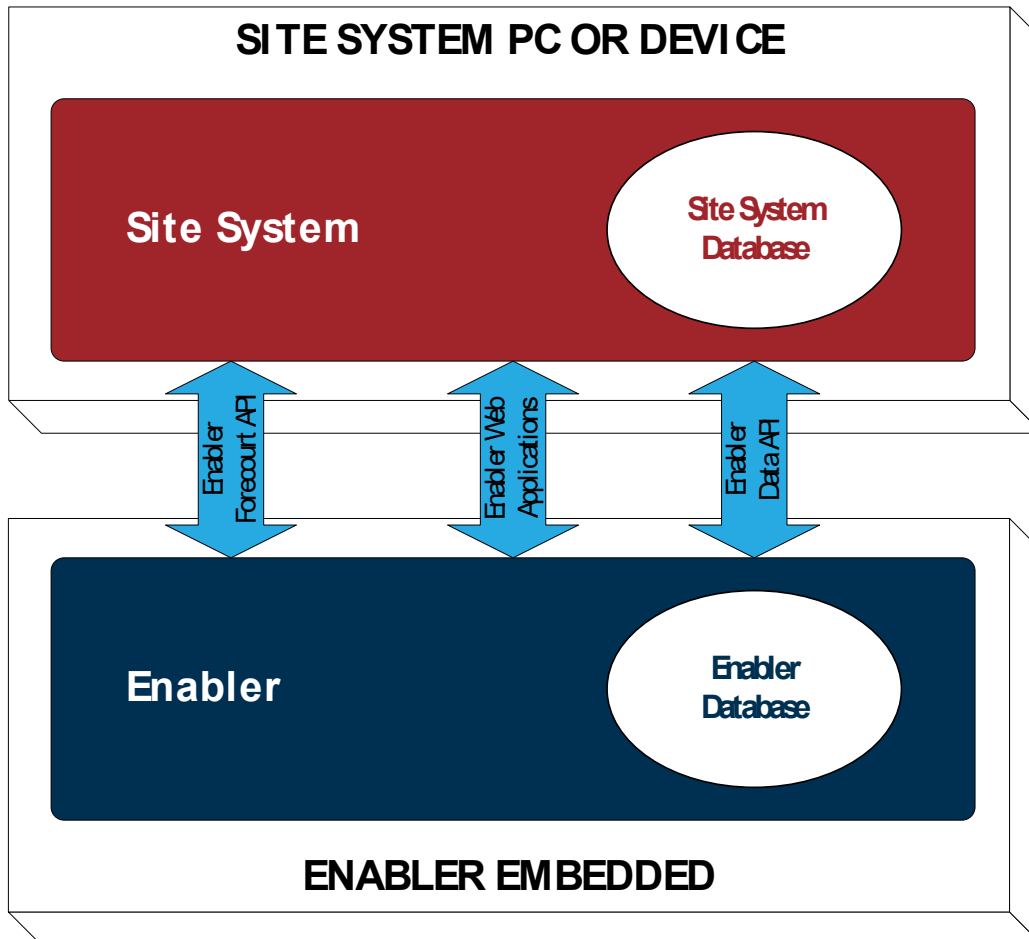 SITE SYSTEM PC OR DEVICE
Site System
Site System
Database
Enabler
Forecourt API
Enabler Web
Applications
Enabler
Data API
Enabler
Enabler
Database
ENABLER EMBEDDED